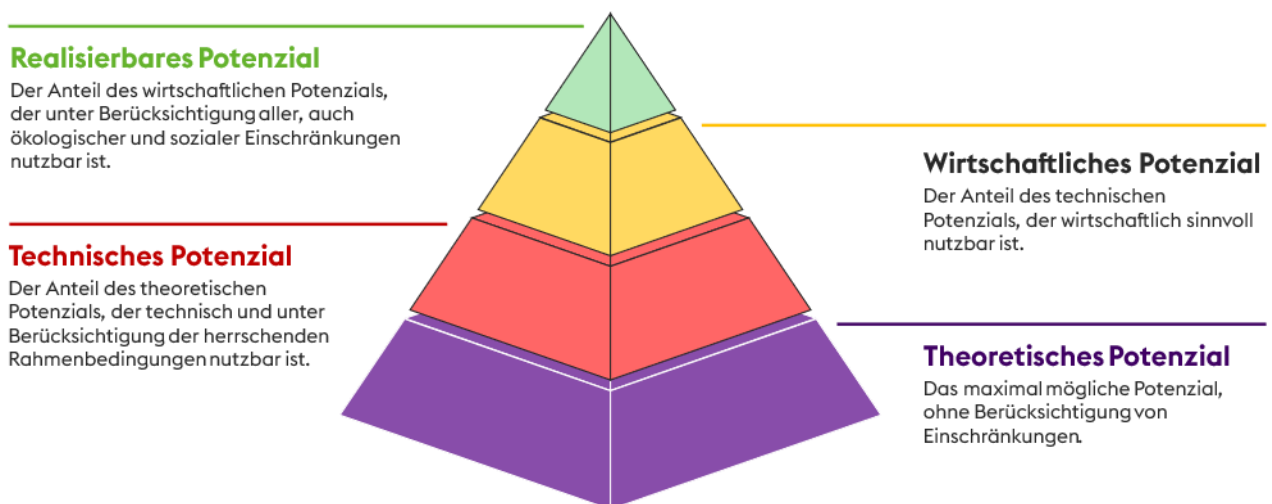 Realisierbares Potenzial
Der Anteil des wirtschaftlichen Potenzials,
der unter Berücksichtigung aller, auch
ökologischer und sozialer Einschränkungen
nutzbar ist.
Wirtschaftliches Potenzial
Der Anteil des technischen
Potenzials, der wirtschaftlich sinnvoll
nutzbar ist.
Technisches Potenzial
Der Anteil des theoretischen
Potenzials, der technisch und unter
Berücksichtigung der herrschenden
Rahmenbedingungen nutzbar ist.
Theoretisches Potenzial
Das maximal mögliche Potenzial,
ohne Berücksichtigung von
Einschränkungen.